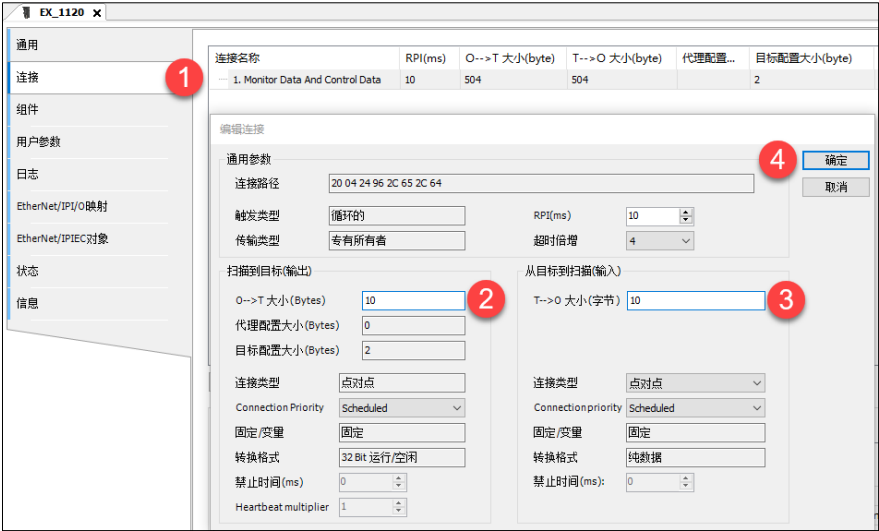 EX_1120 X
通用
连接
组件
用户参数
日志
EtherNet/IPI/O映射
EtherNet/IPIEC对象
状态
信息
1
连接名称 RPI(ms) O-->T 大小(byte) T-->O 大小(byte) 代理配置... 目标配置大小(byte)
1. Monitor Data And Control Data 10 504 504 2
编辑连接
通用参数
4
确定
取消
连接路径 20 04 24 96 2C 65 2C 64
触发类型 循环的 RPI(ms) 10
传输类型 专有所有者 超时倍增 4
扫描到目标(输出) 从目标到扫描(输入)
O-->T 大小(Bytes) 10 2 T-->O 大小(字节) 10 3
代理配置大小(Bytes) 0
目标配置大小(Bytes) 2
连接类型 点对点 连接类型 点对点
Connection Priority Scheduled Connectionpriority Scheduled
固定/变量 固定 固定/变量 固定
转换格式 32 Bit 运行/空闲 转换格式 纯数据
禁止时间(ms) 0 禁止时间(ms): 0
Heartbeat multiplier 1